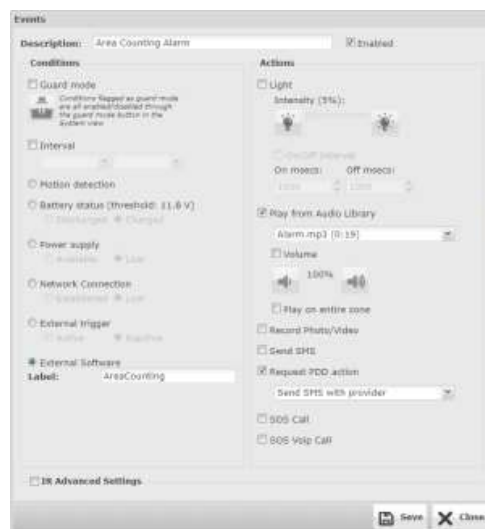 Events
Description: Area Counting Alarm Enabled
Conditions
Guard mode
Conditions flagged as guard mode
are all enabled/disabled through
the guard mode button in the
System view
Interval
Motion detection
Battery status (threshold: 11.6 V)
Discharged Charged
Power supply
Available Low
Network Connection
Established Lost
External trigger
Active Inactive
External Software
Label: AreaCounting
Actions
Light
Intensity (5%):
On/Off Interval
On msecs: Off msecs:
1000 1000
Play from Audio Library
Alarm.mp3 (0:19)
Volume
100%
Play on entire zone
Record Photo/Video
Send SMS
Request PDD action
Send SMS with provider
SOS Call
SOS Voip Call
IR Advanced Settings
Save Close